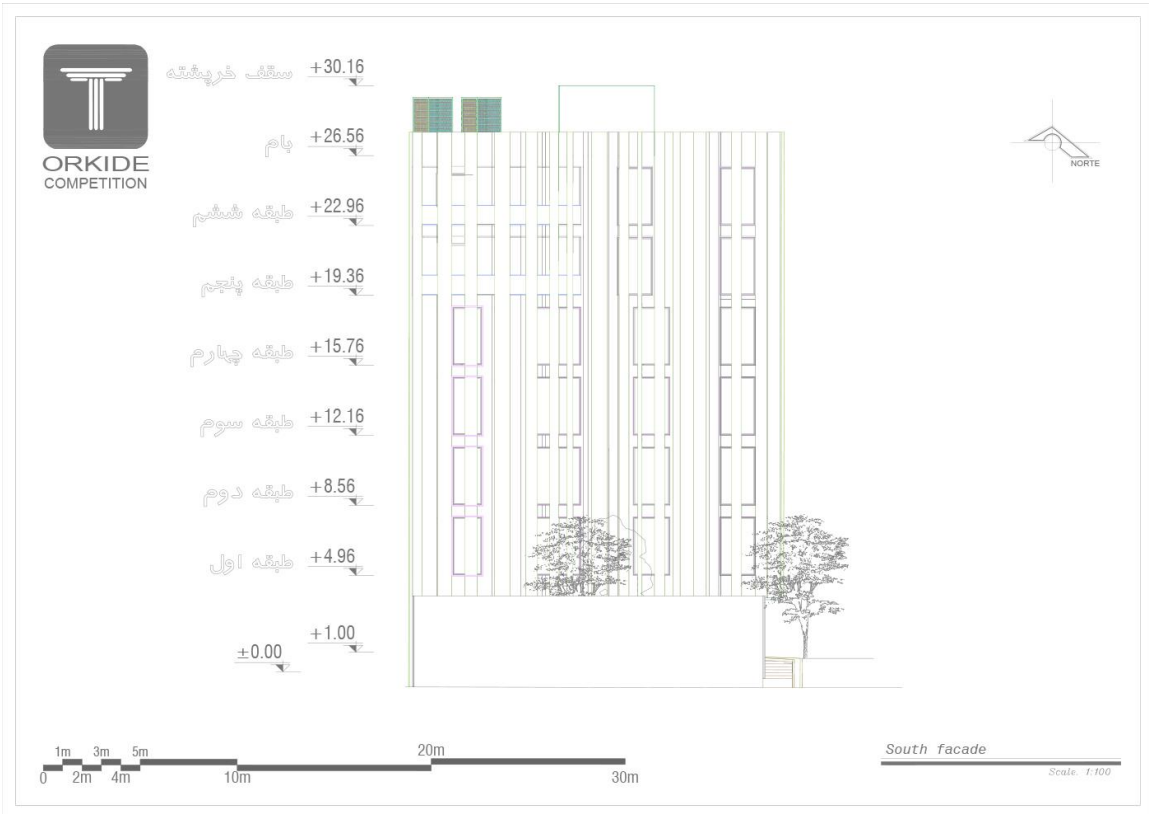 ORKIDE
COMPETITION
سقف خرپشته +30.16
بام +26.56
طبقه ششم +22.96
طبقه پنجم +19.36
طبقه چهارم +15.76
طبقه سوم +12.16
طبقه دوم +8.56
طبقه اول +4.96
+1.00
±0.00
NORTE
1m 3m 5m 20m
0 2m 4m 10m 30m
South facade
Scale. 1:100